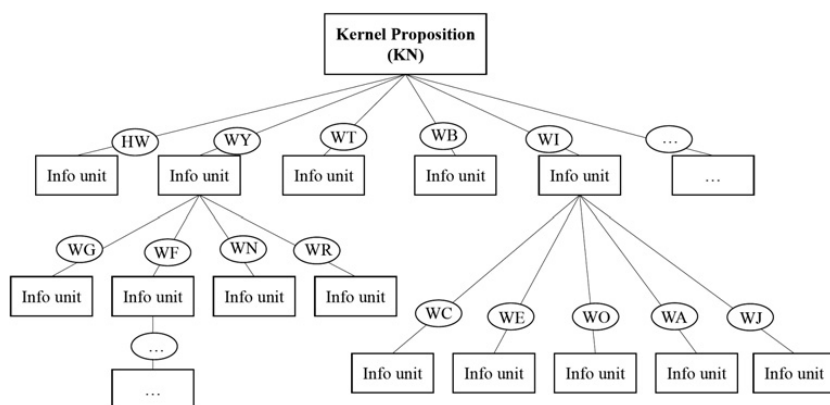 Kernel Proposition
(KN)
HW WY WT WB WI ...
Info unit Info unit Info unit Info unit Info unit ...
WG WF WN WR
Info unit Info unit Info unit Info unit
WC WE WO WA WJ
...
Info unit Info unit Info unit Info unit Info unit
...